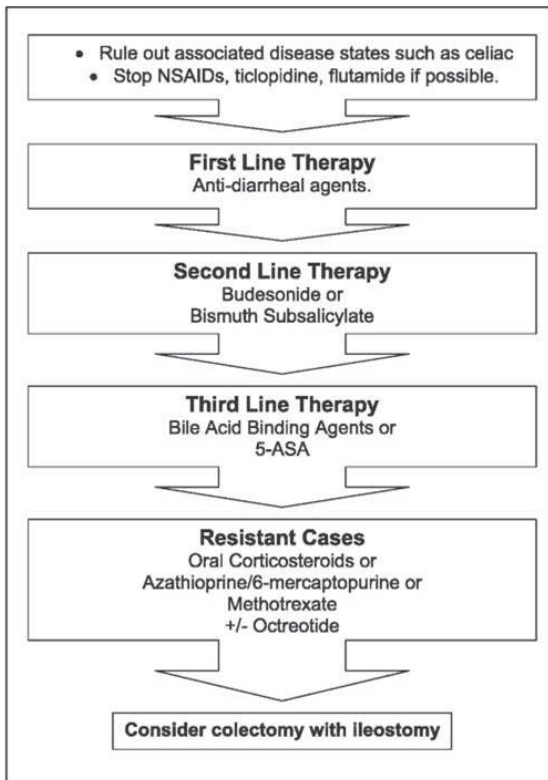 • Rule out associated disease states such as celiac
• Stop NSAIDs, ticlopidine, flutamide if possible.
First Line Therapy
Anti-diarrheal agents.
Second Line Therapy
Budesonide or
Bismuth Subsalicylate
Third Line Therapy
Bile Acid Binding Agents or
5-ASA
Resistant Cases
Oral Corticosteroids or
Azathioprine/6-mercaptopurine or
Methotrexate
+/- Octreotide
Consider colectomy with ileostomy